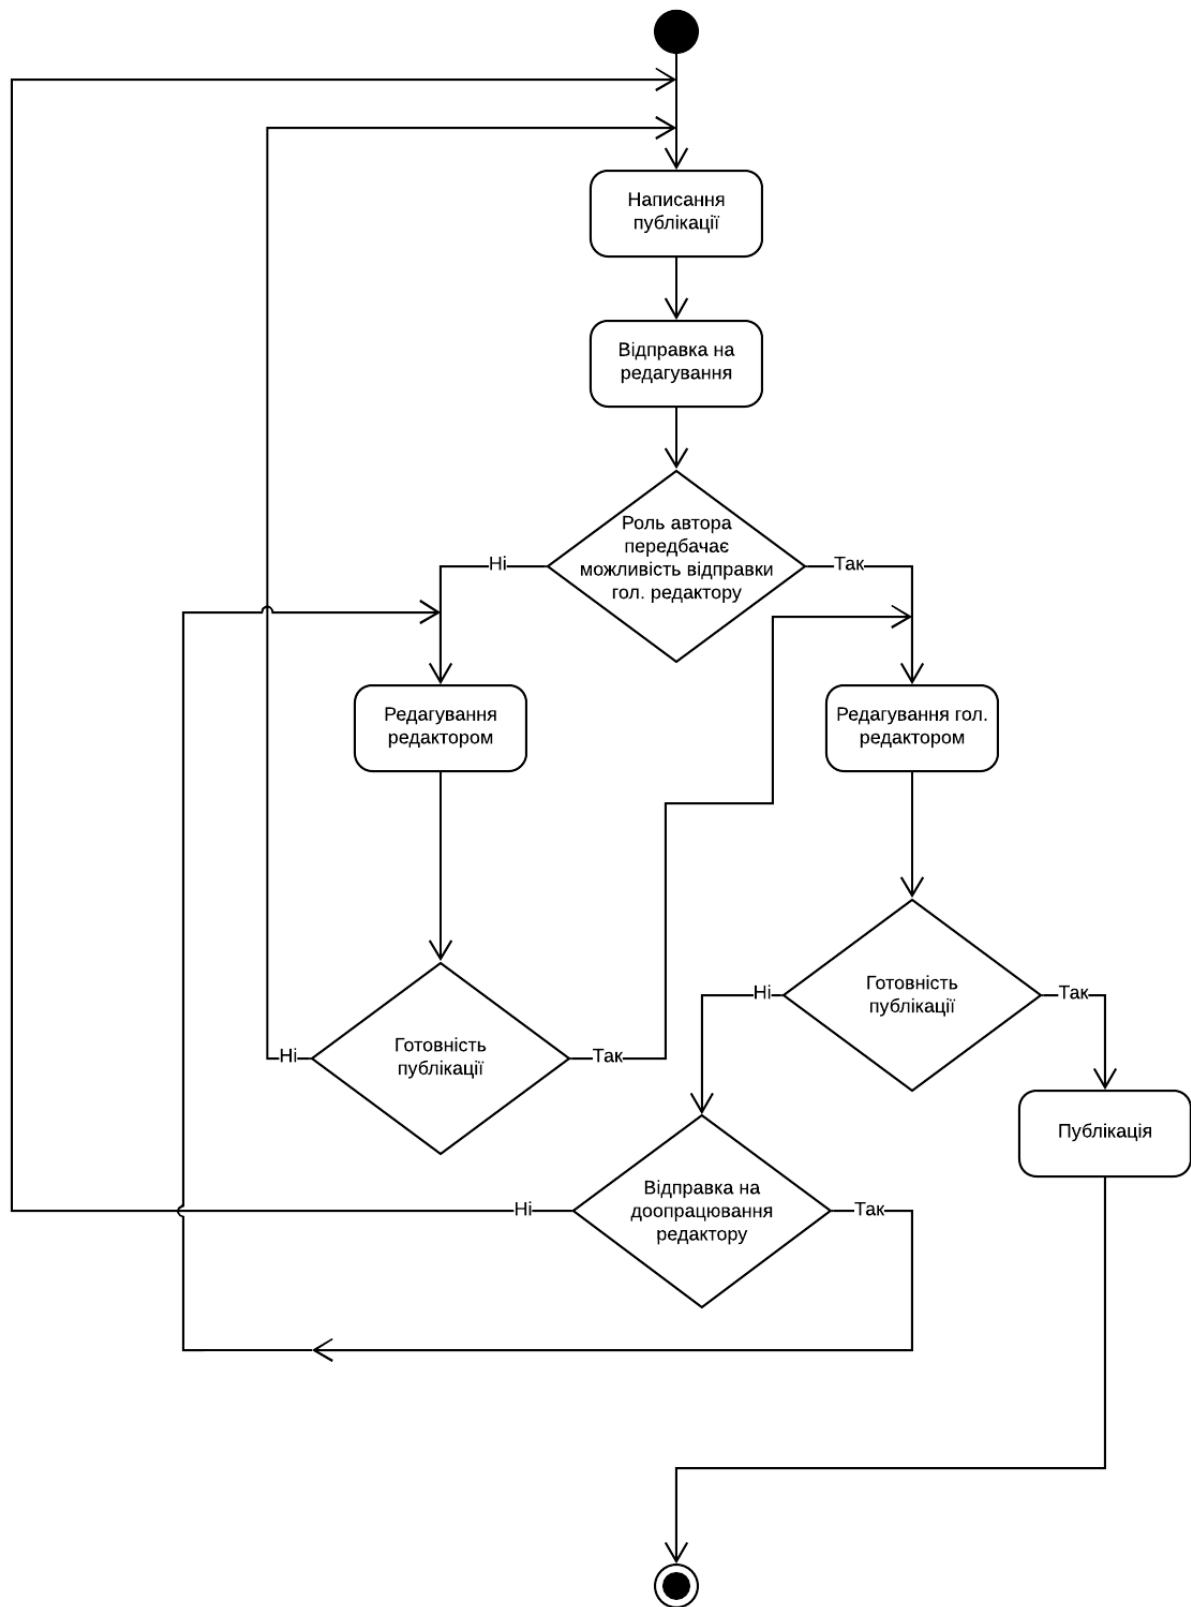 Написання
публікації
Відправка на
редагування
Роль автора
передбачає
можливість відправки
гол. редактору
Ні
Так
Редагування
редактором
Редагування гол.
редактором
Готовність
публікації
Ні
Так
Готовність
публікації
Ні
Так
Публікація
Відправка на
доопрацювання
редактору
Ні
Так